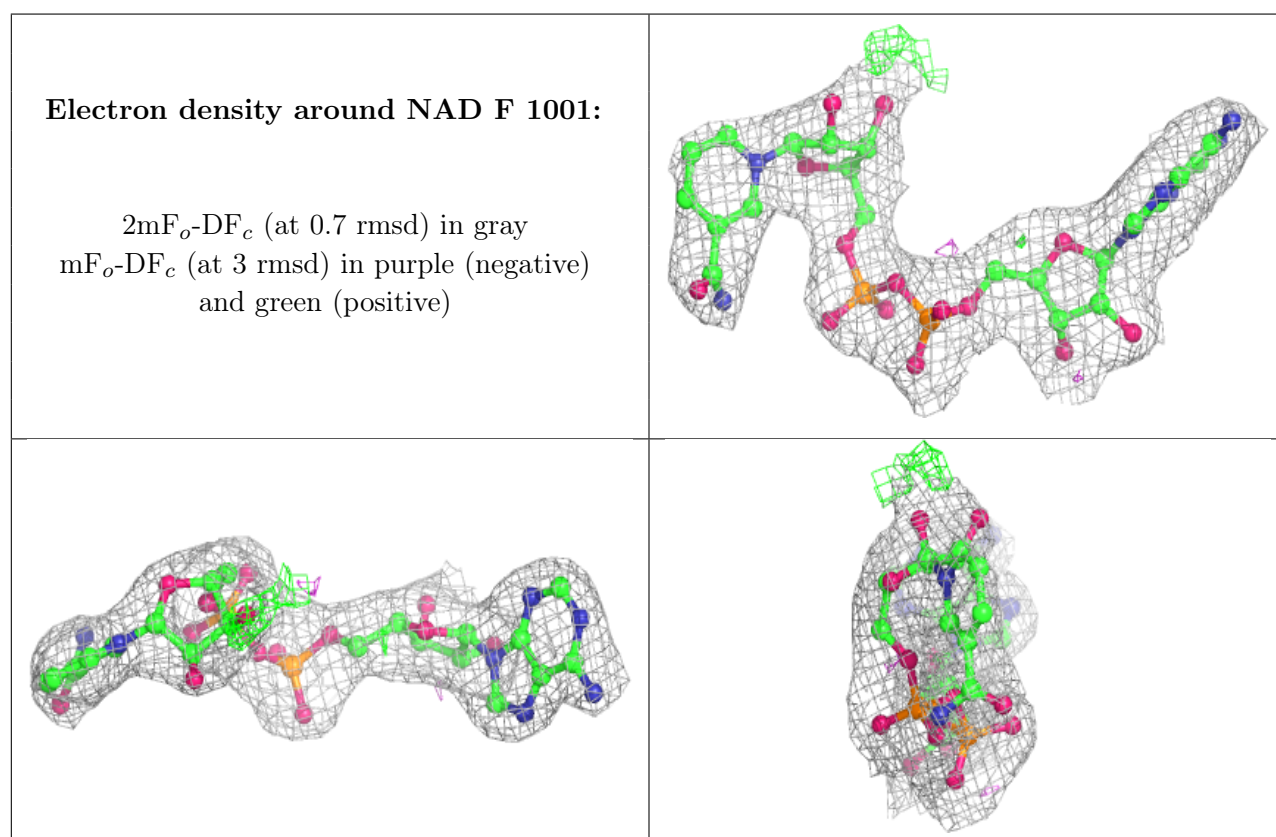 Electron density around NAD F 1001:
2mFo-DFc (at 0.7 rmsd) in gray
mFo-DFc (at 3 rmsd) in purple (negative)
and green (positive)